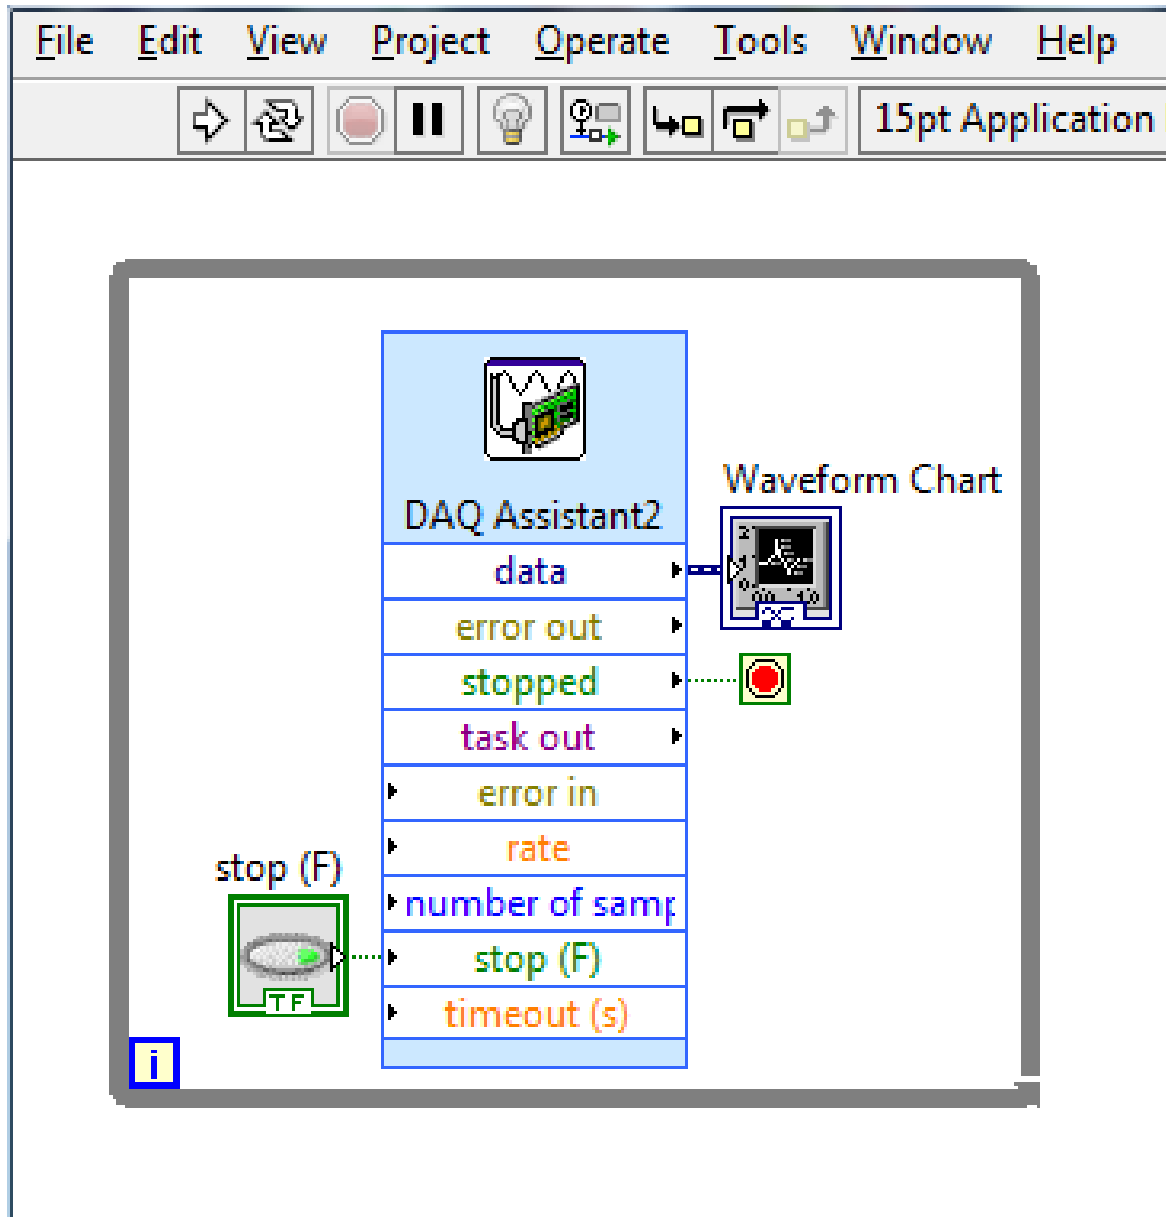 File Edit View Project Operate Tools Window Help
15pt Application
DAQ Assistant2
Waveform Chart
data
error out
stopped
task out
error in
rate
stop (F)
number of samp
stop (F)
TF
timeout (s)
i